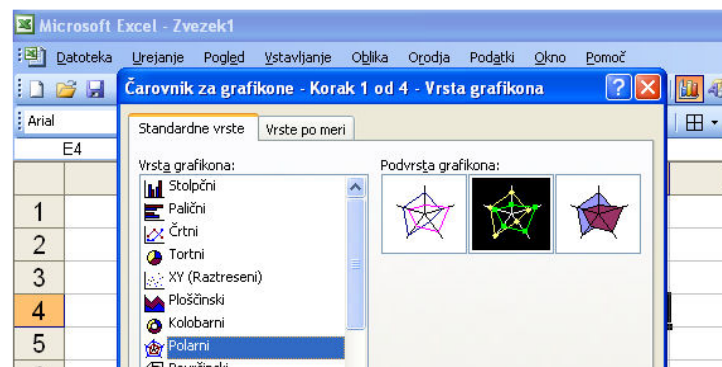 Microsoft Excel - Zvezek1
Datoteka Urejanje Pogled Vstavljanje Oblika Orodja Podatki Okno Pomoč
Čarovnik za grafikone - Korak 1 od 4 - Vrsta grafikona
Arial
Standardne vrste Vrste po meri
E4
Vrsta grafikona: Podvrsta grafikona:
Stolpčni
Palični
Črtni
Tortni
XY (Raztreseni)
Ploščinski
Kolobarni
Polarni
1
2
3
4
5